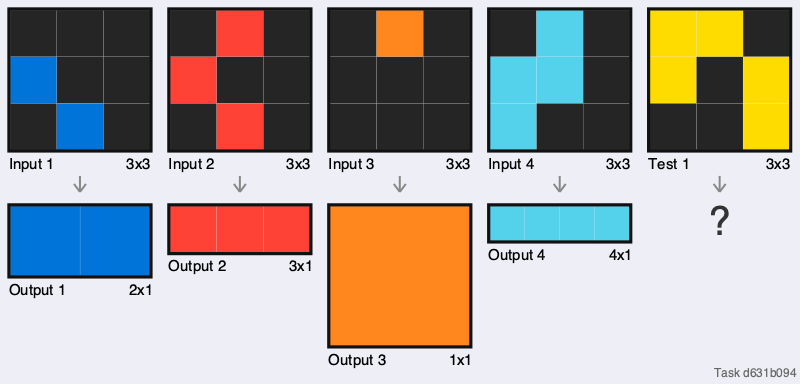 Input 1 3x3
Input 2 3x3
Input 3 3x3
Input 4 3x3
Test 1 3x3
?
Output 1 2x1
Output 2 3x1
Output 3 1x1
Output 4 4x1
Task d631b094